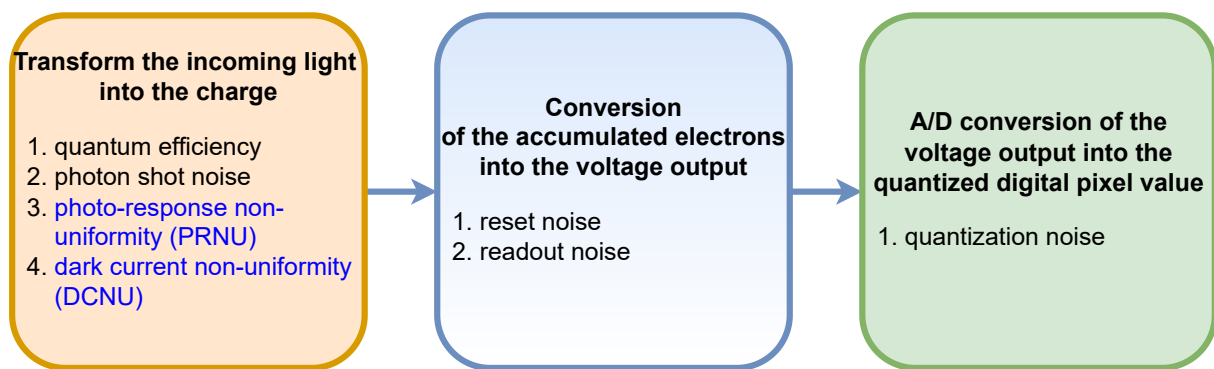 Transform the incoming light
into the charge
1. quantum efficiency
2. photon shot noise
3. photo-response non-
uniformity (PRNU)
4. dark current non-uniformity
(DCNU)
Conversion
of the accumulated electrons
into the voltage output
1. reset noise
2. readout noise
A/D conversion of the
voltage output into the
quantized digital pixel value
1. quantization noise